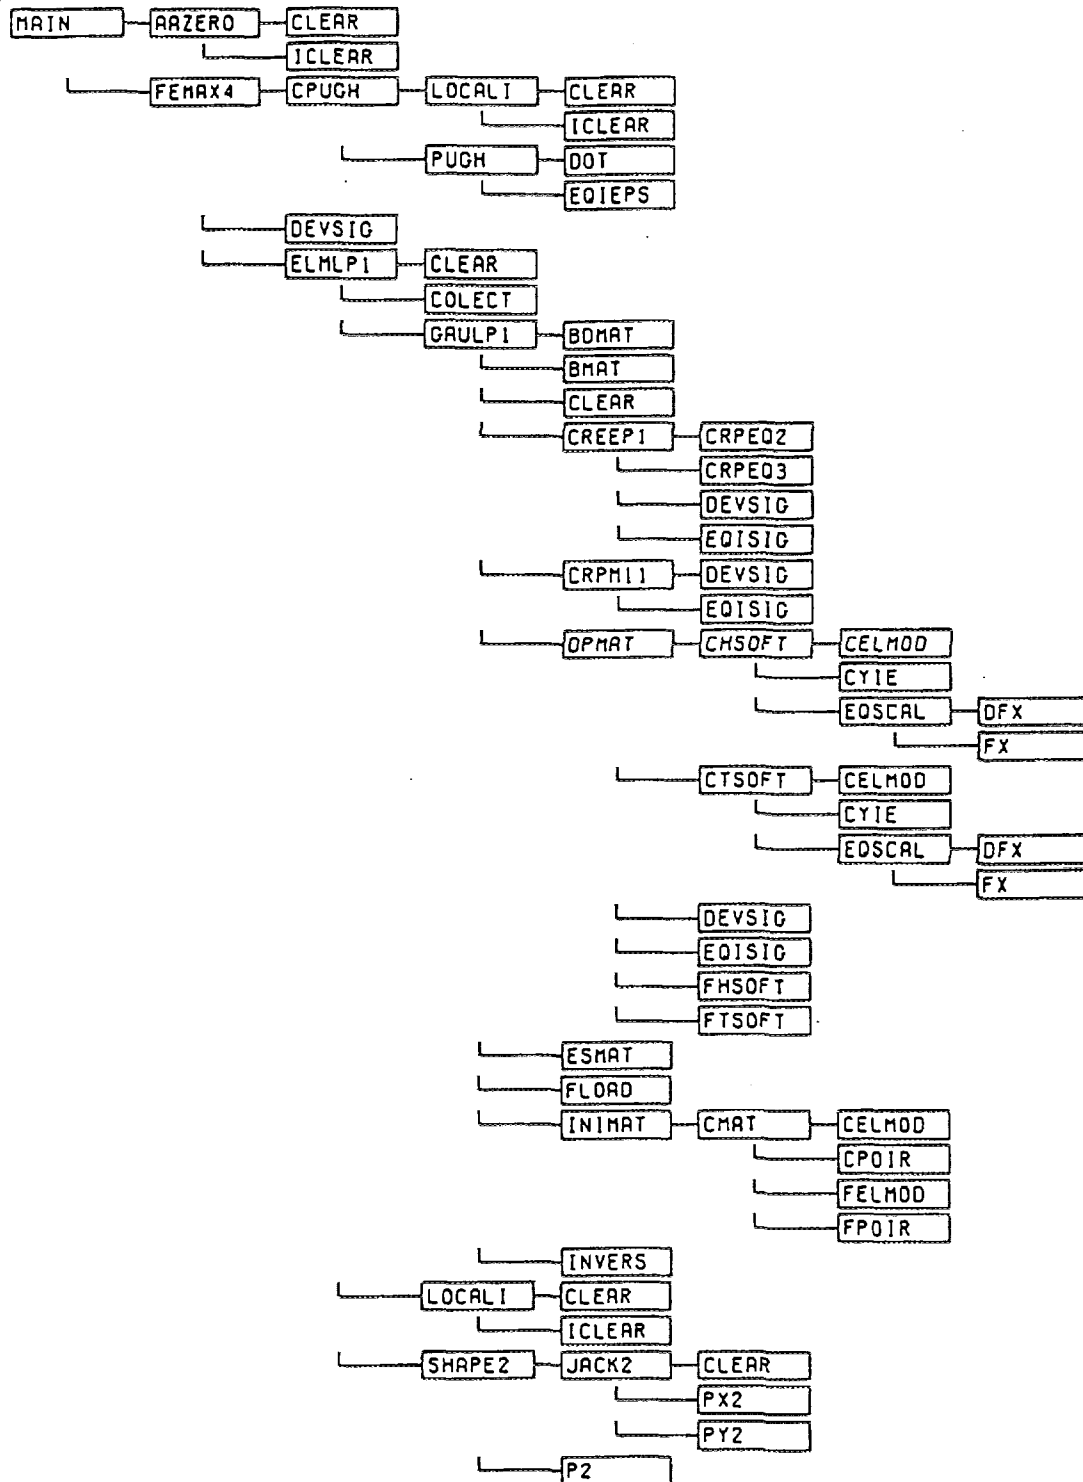 MAIN AAZERO CLEAR
ICLEAR
FEMAX4 CPUGH LOCALI CLEAR
ICLEAR
PUGH DOT
EQIEPS
DEVSIG
ELMLP1 CLEAR
COLECT
GAULP1 BDMAT
BMAT
CLEAR
CREEP1 CRPEQ2
CRPEQ3
DEVSIG
EQISIG
CRPM11 DEVSIG
EQISIG
DPMAT CHSOFT CELMOD
CYIE
EQSCAL DFX
FX
CTSOFT CELMOD
CYIE
EQSCAL DFX
FX
DEVSIG
EQISIG
FHSOFT
FTSOFT
ESMAT
FLOAD
INIMAT CMAT CELMOD
CPOIR
FELMOD
FPOIR
INVERS
LOCALI CLEAR
ICLEAR
SHAPE2 JACK2 CLEAR
PX2
PY2
P2